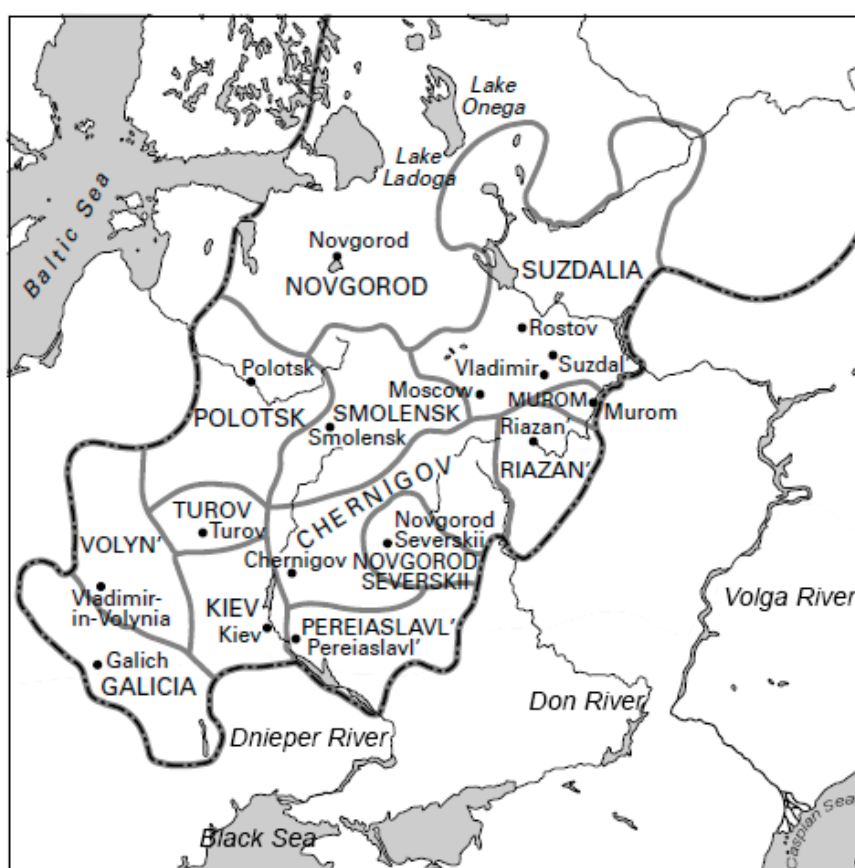 Lake
Onega
Lake
Ladoga
Baltic Sea
Novgorod
NOVGOROD
SUZDALIA
Rostov
Suzdal'
Vladimir
Polotsk
Moscow
MUROM
Murom
POLOTSK
SMOLENSK
Smolensk
Riazan'
RIAZAN'
CHERNIGOV
TUROV
Turov
Novgorod
Severskii
NOVGOROD
SEVERSKII
VOLYN'
Chernigov
Vladimir-
in-Volynia
KIEV
Kiev
PEREIASLAVL'
Pereiaslavl'
Volga River
Galich
GALICIA
Don River
Dnieper River
Black Sea
Caspian Sea